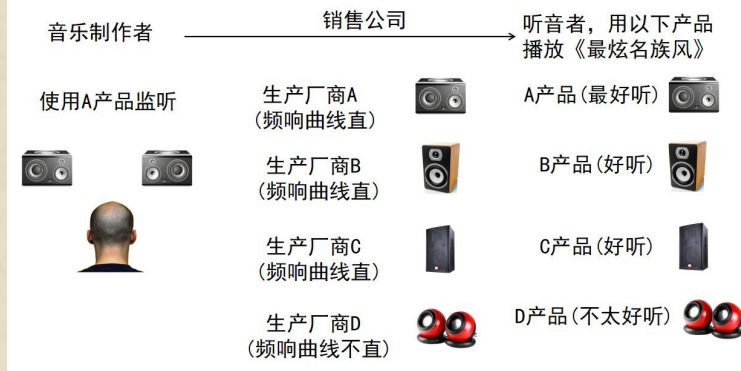 音乐制作者
销售公司
听音者，用以下产品
播放《最炫名族风》
使用A产品监听
生产厂商A
(频响曲线直)
A产品(最好听)
生产厂商B
(频响曲线直)
B产品(好听)
生产厂商C
(频响曲线直)
C产品(好听)
生产厂商D
(频响曲线不直)
D产品(不太好听)